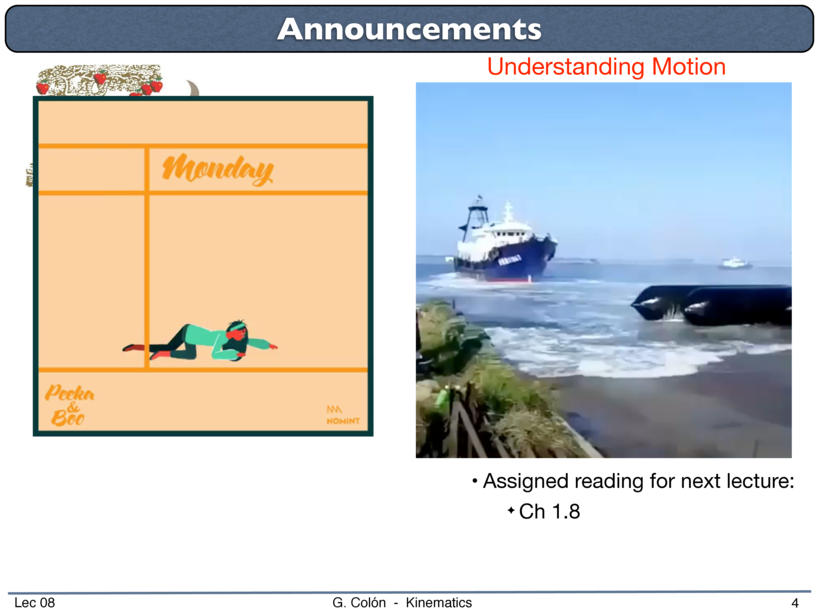 Announcements
Understanding Motion
Monday
Peeka
&
Boo
NOMINT
• Assigned reading for next lecture:
✦ Ch 1.8
Lec 08
G. Colón - Kinematics
4